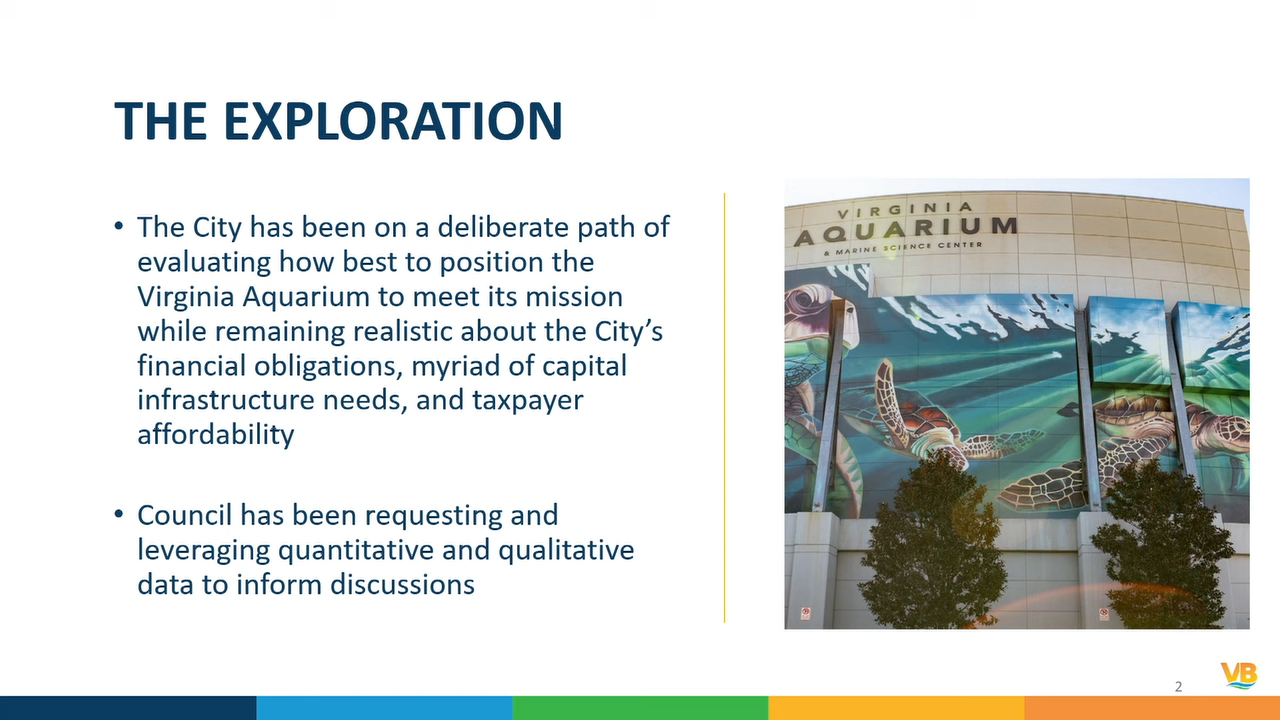 THE EXPLORATION
• The City has been on a deliberate path of
evaluating how best to position the
Virginia Aquarium to meet its mission
while remaining realistic about the City’s
financial obligations, myriad of capital
infrastructure needs, and taxpayer
affordability
• Council has been requesting and
leveraging quantitative and qualitative
data to inform discussions
VIRGINIA
AQUARIUM
& MARINE SCIENCE CENTER
2
VB